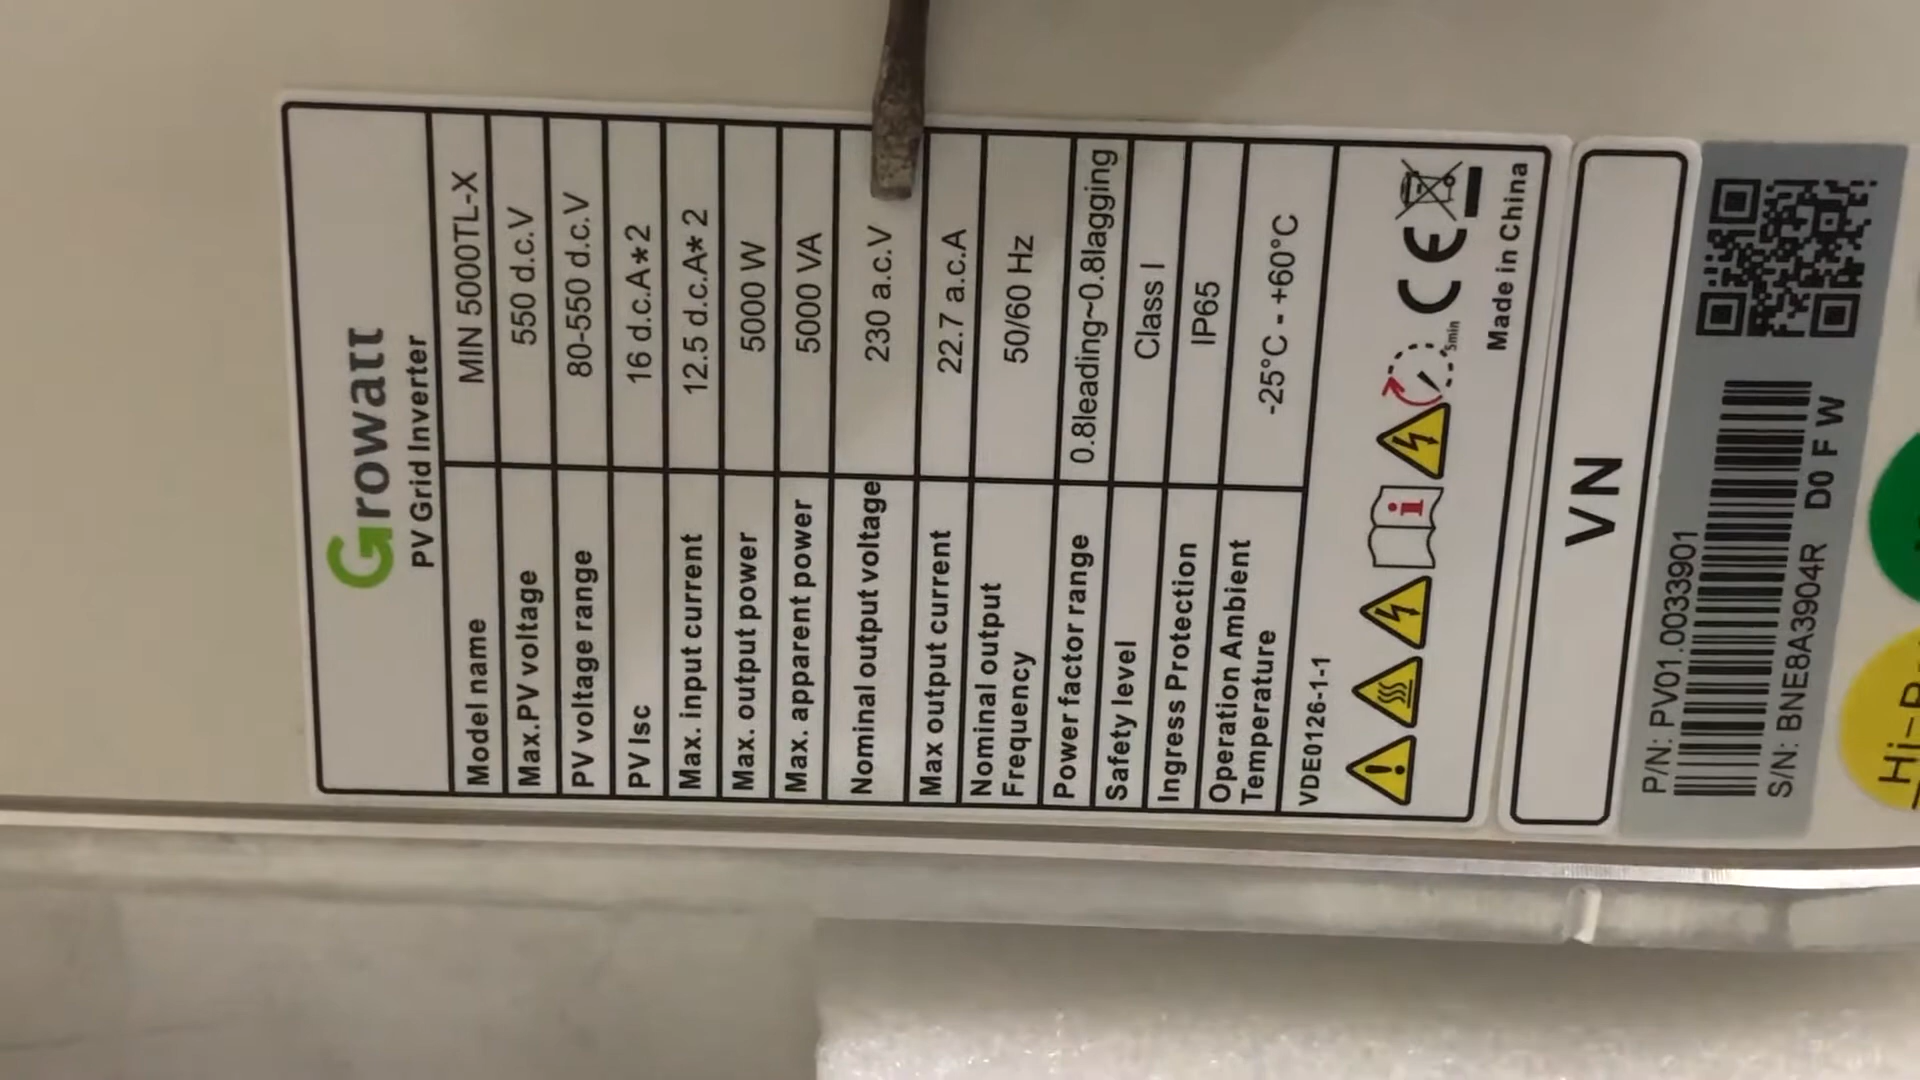 Growatt
PV Grid Inverter
Model name MIN 5000TL-X
Max.PV voltage 550 d.c.V
PV voltage range 80-550 d.c.V
PV Isc 16 d.c.A*2
Max. input current 12.5 d.c.A*2
Max. output power 5000 W
Max. apparent power 5000 VA
Nominal output voltage 230 a.c.V
Max output current 22.7 a.c.A
Nominal output
Frequency 50/60 Hz
Power factor range 0.8leading~0.8lagging
Safety level Class I
Ingress Protection IP65
Operation Ambient
Temperature -25°C - +60°C
VDE0126-1-1
5min
CE
Made in China
VN
P/N: PV01.0033901
S/N: BNE8A3904R D0 F W